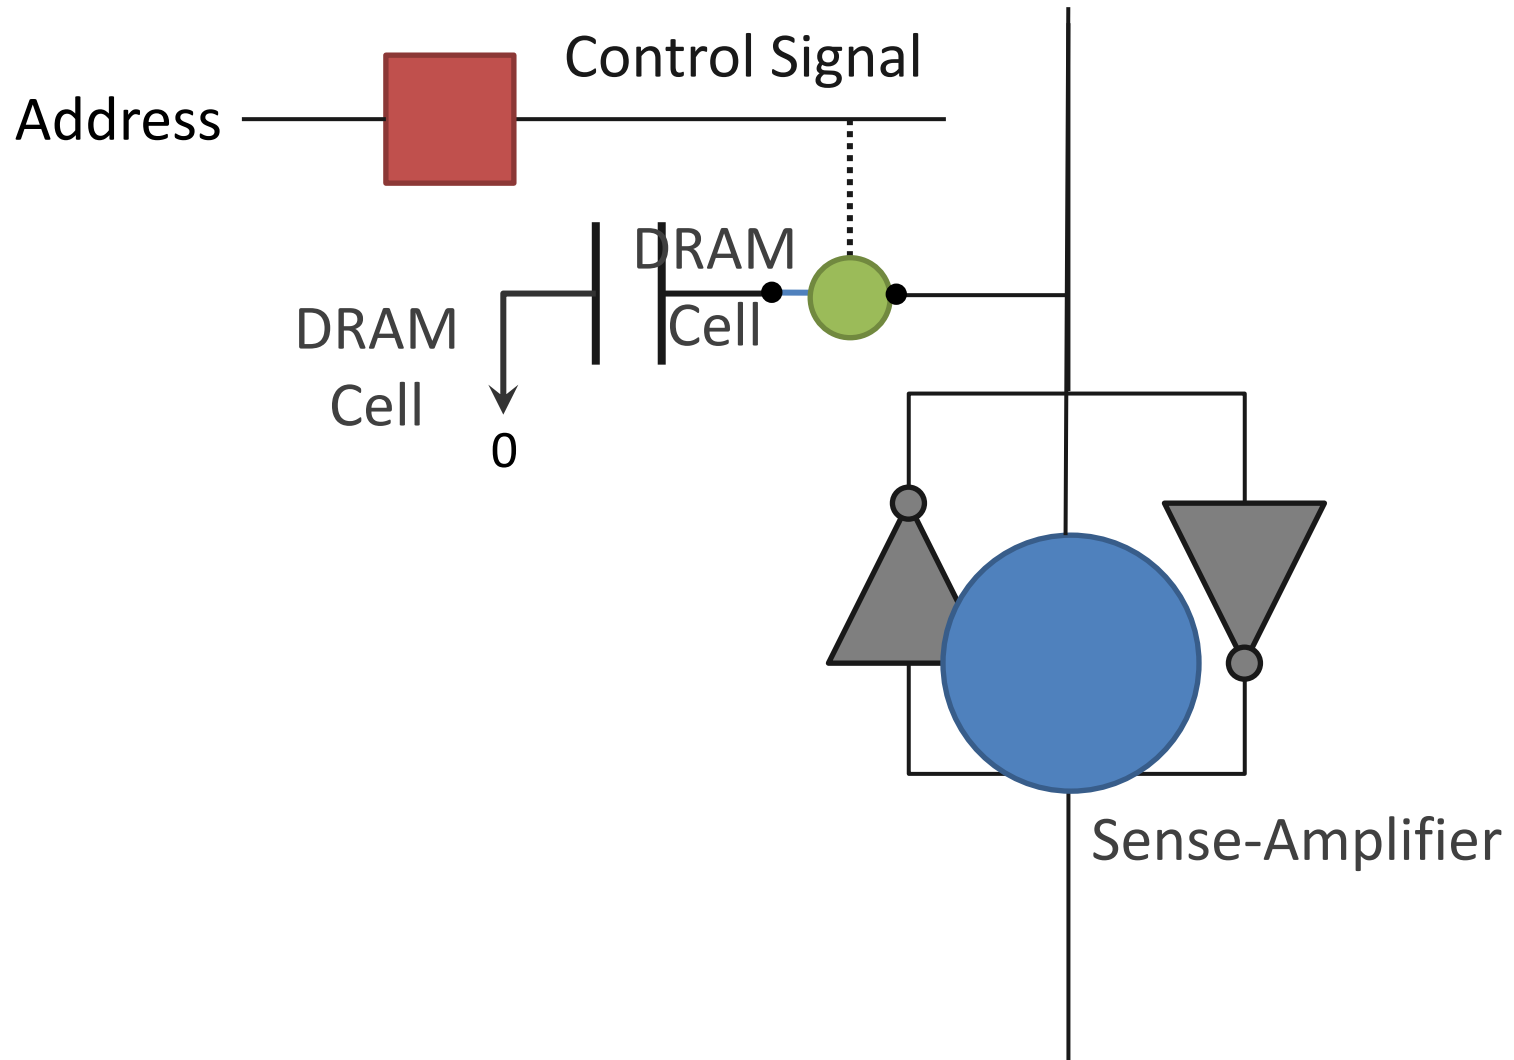 Control Signal
Address
DRAM
Cell
DRAM
Cell
0
Sense-Amplifier